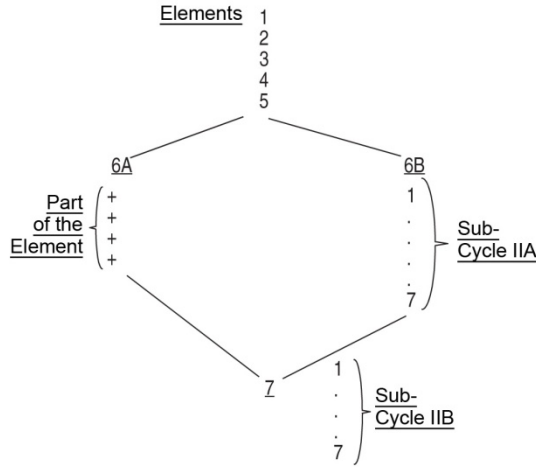 Elements 1
2
3
4
5
6A 6B
Part
of the
Element
+
+
+
+
1
.
.
.
.
7
Sub-
Cycle IIA
7
1
.
.
.
7
Sub-
Cycle IIB